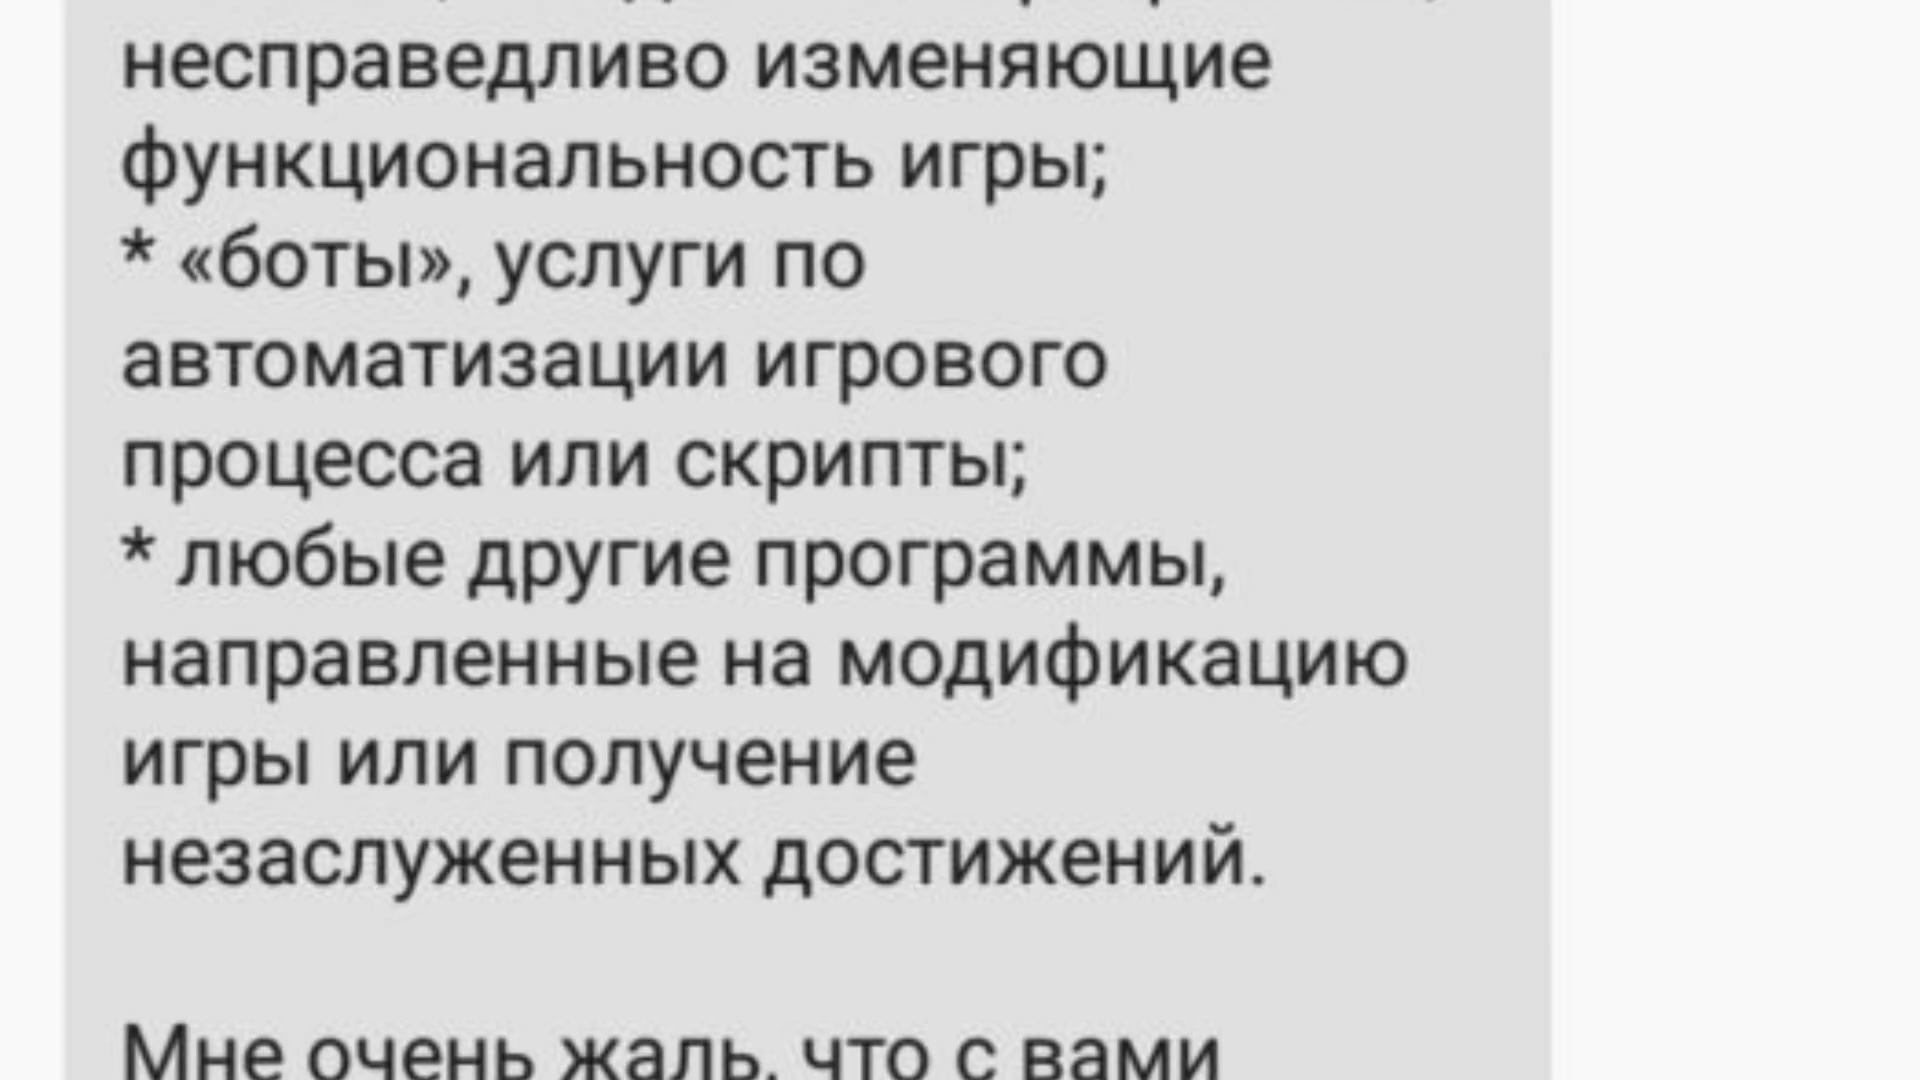 несправедливо изменяющие
функциональность игры;
* «боты», услуги по
автоматизации игрового
процесса или скрипты;
* любые другие программы,
направленные на модификацию
игры или получение
незаслуженных достижений.
Мне очень жаль, что с вами